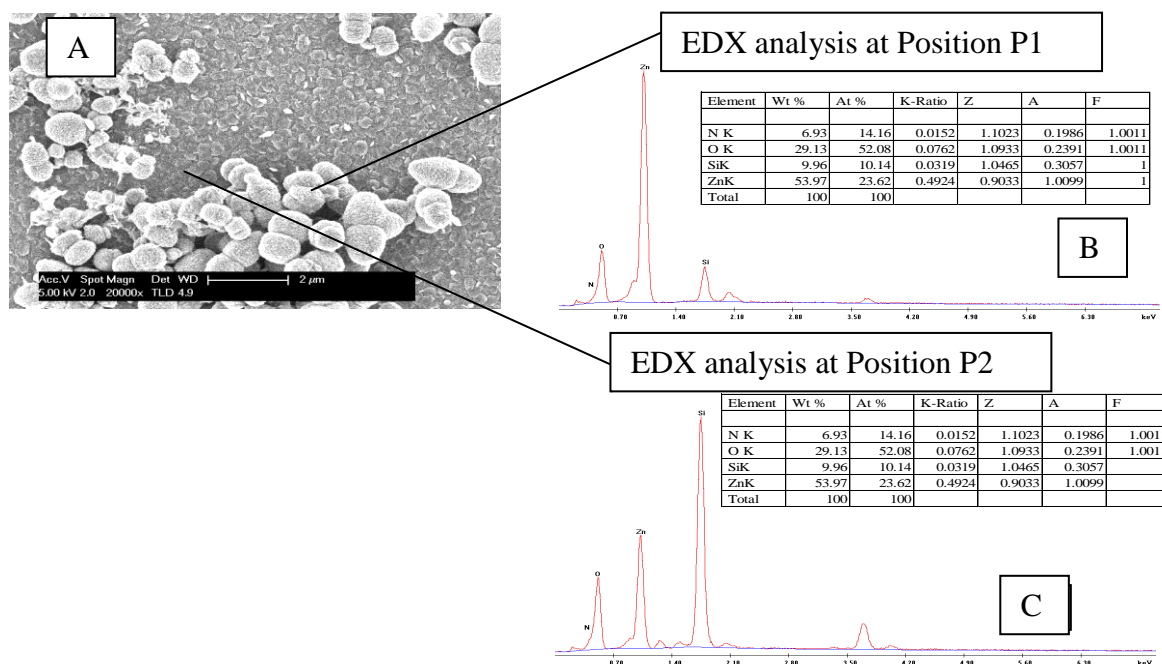 A
Acc.V Spot Magn Det WD 2 μm
5.00 kV 2.0 20000x TLD 4.9
EDX analysis at Position P1
Element Wt % At % K-Ratio Z A F
N K 6.93 14.16 0.0152 1.1023 0.1986 1.0011
O K 29.13 52.08 0.0762 1.0933 0.2391 1.0011
SiK 9.96 10.14 0.0319 1.0465 0.3057 1
ZnK 53.97 23.62 0.4924 0.9033 1.0099 1
Total 100 100
B
Zn
O
Si
N
0.70 1.40 2.10 2.80 3.50 4.20 4.90 5.60 6.30 keV
EDX analysis at Position P2
Element Wt % At % K-Ratio Z A F
N K 6.93 14.16 0.0152 1.1023 0.1986 1.001
O K 29.13 52.08 0.0762 1.0933 0.2391 1.001
SiK 9.96 10.14 0.0319 1.0465 0.3057
ZnK 53.97 23.62 0.4924 0.9033 1.0099
Total 100 100
Si
Zn
O
N
C
0.70 1.40 2.10 2.80 3.50 4.20 4.90 5.60 6.30 keV